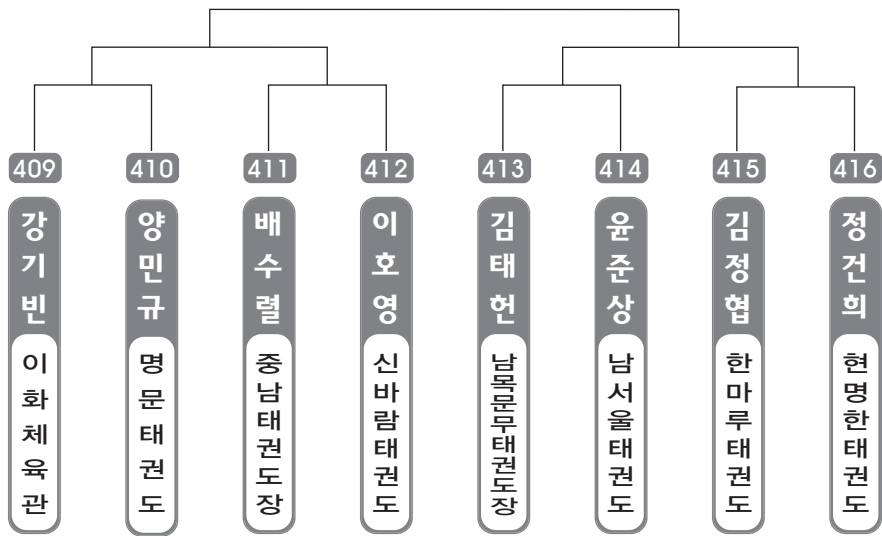 409
강기빈
이화체육관
410
양민규
명문태권도
411
배수렬
중남태권도장
412
이호영
신바람태권도
413
김태헌
남목문무태권도장
414
윤준상
남서울태권도
415
김정협
한마루태권도
416
정건희
현명한태권도